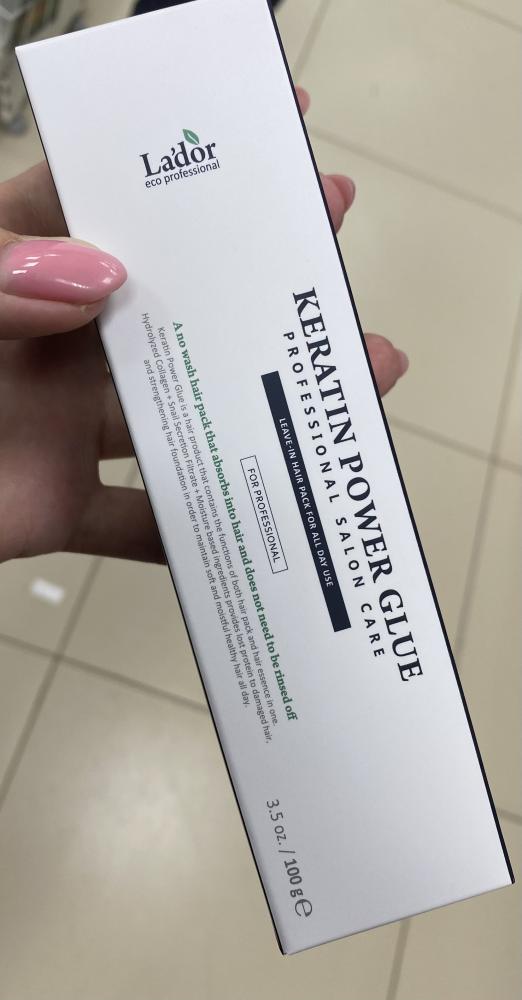 La'dor
eco professional
KERATIN POWER GLUE
PROFESSIONAL SALON CARE
LEAVE-IN HAIR PACK FOR ALL DAY USE
FOR PROFESSIONAL
A no wash hair pack that absorbs into hair and does not need to be rinsed off
Keratin Power Glue is a hair product that contains the functions of both hair pack and hair essence in one.
Hydrolyzed Collagen + Snail Secretion Filtrate + Moisture based ingredients provides lost protein to damaged hair,
and strengthening hair foundation in order to maintain soft and moistful healthy hair all day.
3.5 oz. / 100 g ℮